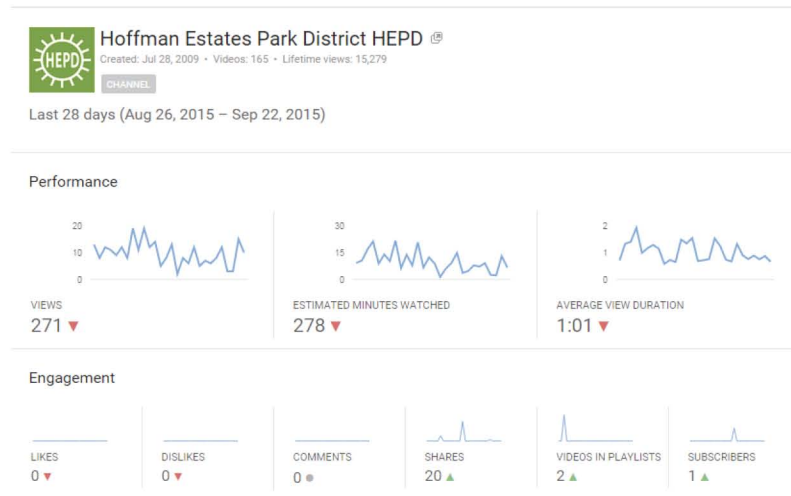 HEPD
Hoffman Estates Park District HEPD
Created: Jul 28, 2009 • Videos: 165 • Lifetime views: 15,279
CHANNEL
Last 28 days (Aug 26, 2015 – Sep 22, 2015)
Performance
20
10
0
30
15
0
2
1
0
VIEWS
271 ▼
ESTIMATED MINUTES WATCHED
278 ▼
AVERAGE VIEW DURATION
1:01 ▼
Engagement
LIKES
0 ▼
DISLIKES
0 ▼
COMMENTS
0 ●
SHARES
20 ▲
VIDEOS IN PLAYLISTS
2 ▲
SUBSCRIBERS
1 ▲